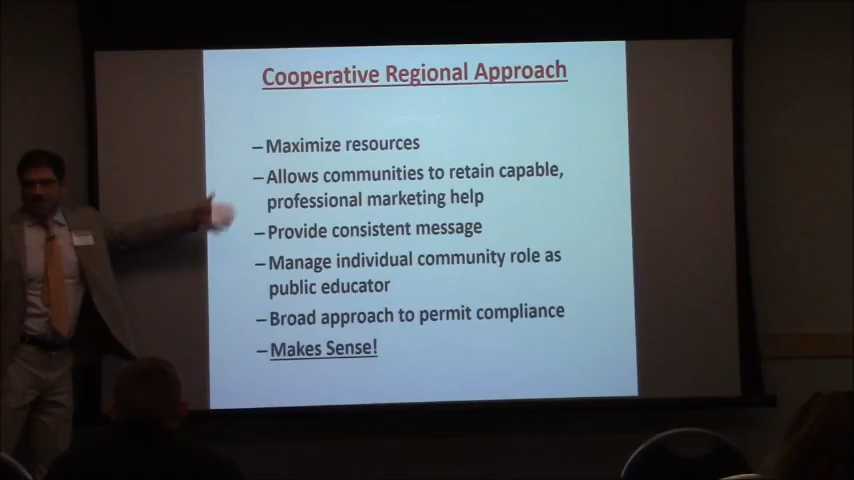 Cooperative Regional Approach
–Maximize resources
–Allows communities to retain capable,
professional marketing help
–Provide consistent message
–Manage individual community role as
public educator
–Broad approach to permit compliance
–Makes Sense!